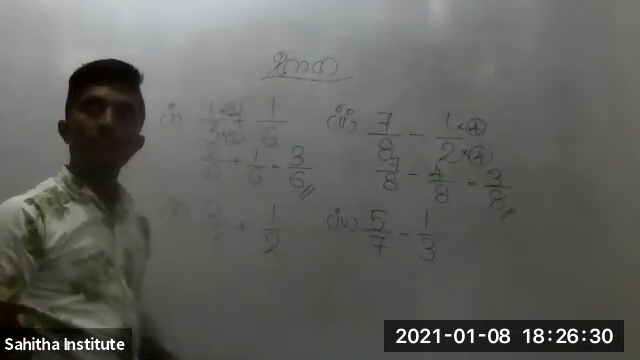 භාග
(i) 1/3 ×② ×② + 1/6
2/6 + 1/6 = 3/6
(ii) 7/8 - 1/2 ×④ ×④
7/8 - 4/8 = 3/8
+ 1/2
(iv) 5/7 - 1/3
Sahitha Institute
2021-01-08 18:26:30